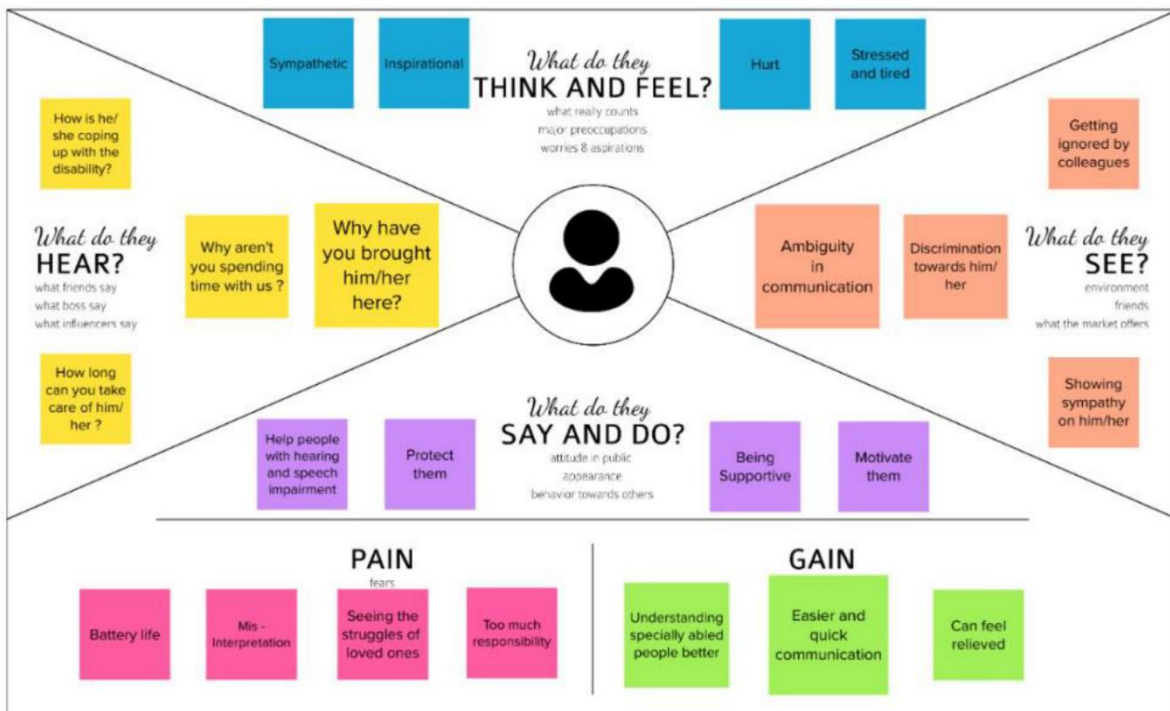 Sympathetic
Inspirational
What do they
THINK AND FEEL?
what really counts
major preoccupations
worries & aspirations
Hurt
Stressed
and tired
How is he/
she coping
up with the
disability?
What do they
HEAR?
what friends say
what boss say
what influencers say
Why aren't
you spending
time with us ?
Why have
you brought
him/her
here?
How long
can you take
care of him/
her ?
Getting
ignored by
colleagues
Ambiguity
in
communication
Discrimination
towards him/
her
What do they
SEE?
environment
friends
what the market offers
Showing
sympathy
on him/her
What do they
SAY AND DO?
attitude in public
appearance
behavior towards others
Help people
with hearing
and speech
impairment
Protect
them
Being
Supportive
Motivate
them
PAIN
fears
Battery life
Mis -
Interpretation
Seeing the
struggles of
loved ones
Too much
responsibility
GAIN
Understanding
specially abled
people better
Easier and
quick
communication
Can feel
relieved